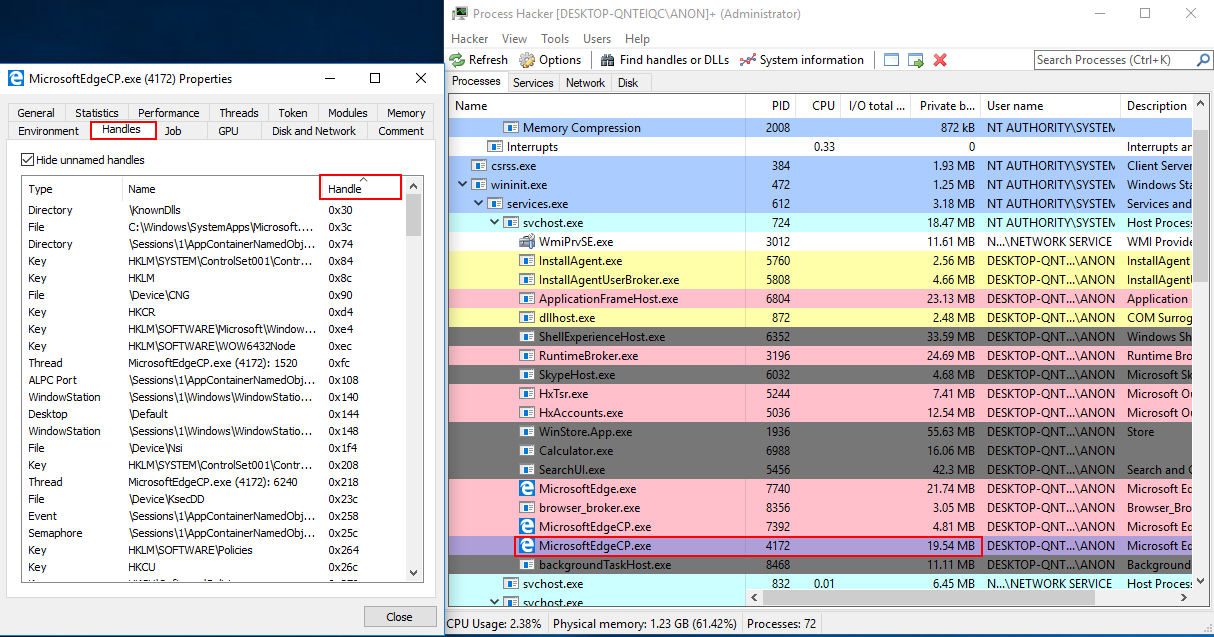 MicrosoftEdgeCP.exe (4172) Properties
General Statistics Performance Threads Token Modules Memory
Environment Handles Job GPU Disk and Network Comment
Hide unnamed handles
Type Name Handle
Directory \KnownDlls 0x30
File C:\Windows\SystemApps\Microsoft.... 0x3c
Directory \Sessions\1\AppContainerNamedObj... 0x74
Key HKLM\SYSTEM\ControlSet001\Contr... 0x84
Key HKLM 0x8c
File \Device\CNG 0x90
Key HKCR 0xd4
Key HKLM\SOFTWARE\Microsoft\Window... 0xe4
Key HKLM\SOFTWARE\WOW6432Node 0xec
Thread MicrosoftEdgeCP.exe (4172): 1520 0xfc
ALPC Port \Sessions\1\AppContainerNamedObj... 0x108
WindowStation \Sessions\1\Windows\WindowStatio... 0x140
Desktop \Default 0x144
WindowStation \Sessions\1\Windows\WindowStatio... 0x148
File \Device\Nsi 0x1f4
Key HKLM\SYSTEM\ControlSet001\Contr... 0x208
Thread MicrosoftEdgeCP.exe (4172): 6240 0x218
File \Device\KsecDD 0x23c
Event \Sessions\1\AppContainerNamedObj... 0x258
Semaphore \Sessions\1\AppContainerNamedObj... 0x25c
Key HKLM\SOFTWARE\Policies 0x264
Key HKCU 0x26c
Close
Process Hacker [DESKTOP-QNTEIQC\ANON]+ (Administrator)
Hacker View Tools Users Help
Refresh Options Find handles or DLLs System information Search Processes (Ctrl+K)
Processes Services Network Disk
Name PID CPU I/O total ... Private b... User name Description
Memory Compression 2008 872 kB NT AUTHORITY\SYSTEM
Interrupts 0.33 0 Interrupts an
csrss.exe 384 1.93 MB NT AUTHORITY\SYSTEM Client Server
wininit.exe 472 1.25 MB NT AUTHORITY\SYSTEM Windows Sta
services.exe 612 3.18 MB NT AUTHORITY\SYSTEM Services and
svchost.exe 724 18.47 MB NT AUTHORITY\SYSTEM Host Process
WmiPrvSE.exe 3012 11.61 MB N...\NETWORK SERVICE WMI Provide
InstallAgent.exe 5760 2.56 MB DESKTOP-QNT...\ANON InstallAgent
InstallAgentUserBroker.exe 5808 4.66 MB DESKTOP-QNT...\ANON InstallAgentU
ApplicationFrameHost.exe 6804 23.13 MB DESKTOP-QNT...\ANON Application
dllhost.exe 872 2.48 MB DESKTOP-QNT...\ANON COM Surrog
ShellExperienceHost.exe 6352 33.59 MB DESKTOP-QNT...\ANON Windows Sh
RuntimeBroker.exe 3196 24.69 MB DESKTOP-QNT...\ANON Runtime Bro
SkypeHost.exe 6032 4.68 MB DESKTOP-QNT...\ANON Microsoft Sk
HxTsr.exe 5244 7.41 MB DESKTOP-QNT...\ANON Microsoft Ou
HxAccounts.exe 5036 12.54 MB DESKTOP-QNT...\ANON Microsoft Ou
WinStore.App.exe 1936 55.63 MB DESKTOP-QNT...\ANON Store
Calculator.exe 6988 16.06 MB DESKTOP-QNT...\ANON
SearchUI.exe 5456 42.3 MB DESKTOP-QNT...\ANON Search and C
MicrosoftEdge.exe 7740 21.74 MB DESKTOP-QNT...\ANON Microsoft Ed
browser_broker.exe 8356 3.05 MB DESKTOP-QNT...\ANON Browser_Bro
MicrosoftEdgeCP.exe 7392 4.81 MB DESKTOP-QNT...\ANON Microsoft Ed
MicrosoftEdgeCP.exe 4172 19.54 MB DESKTOP-QNT...\ANON Microsoft Ed
backgroundTaskHost.exe 8468 11.11 MB DESKTOP-QNT...\ANON Background
svchost.exe 832 0.01 6.45 MB N...\NETWORK SERVICE Host Process
svchost.exe
CPU Usage: 2.38% Physical memory: 1.23 GB (61.42%) Processes: 72